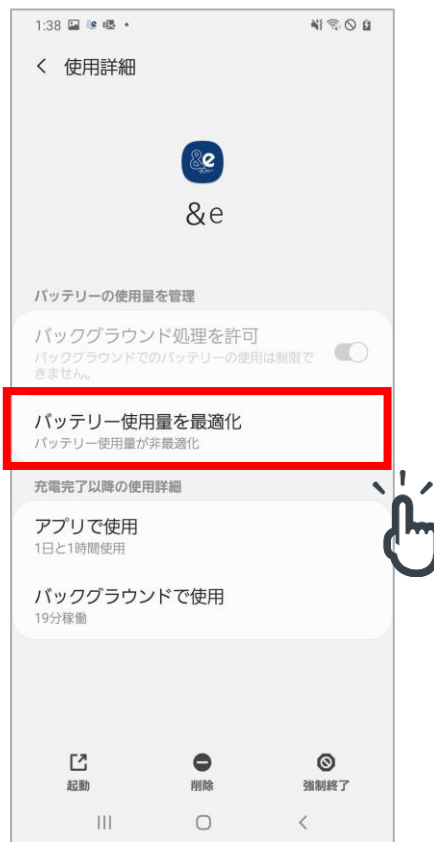 1:38
使用詳細
&e
&e
バッテリーの使用量を管理
バックグラウンド処理を許可
バックグラウンドでのバッテリーの使用は制限で
きません。
バッテリー使用量を最適化
バッテリー使用量が非最適化
充電完了以降の使用詳細
アプリで使用
1日と1時間使用
バックグラウンドで使用
19分稼働
起動 削除 強制終了